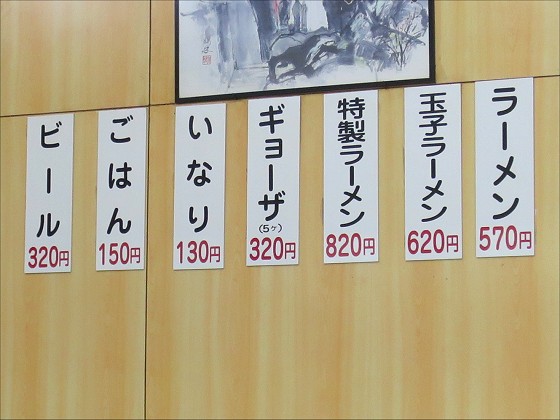 ラーメン
570円
玉子ラーメン
620円
特製ラーメン
820円
ギョーザ
(5ヶ)
320円
いなり
130円
ごはん
150円
ビール
320円